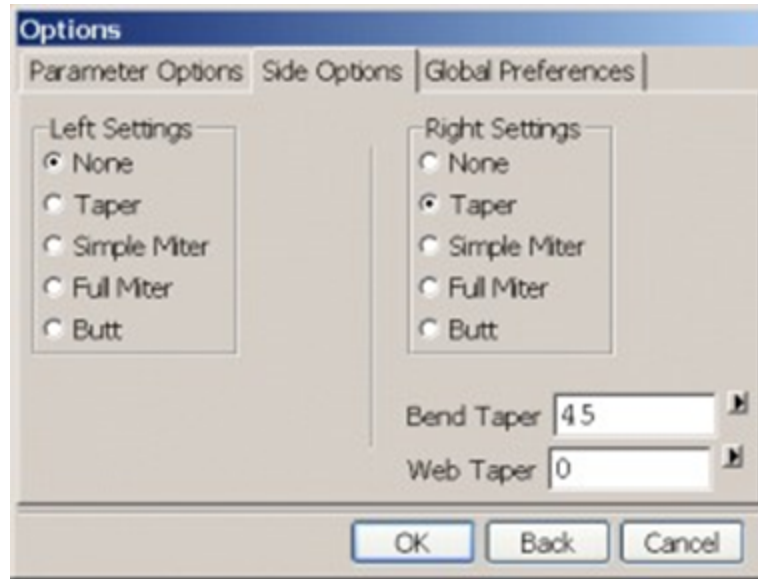 Options
Parameter Options Side Options Global Preferences
Left Settings
None
Taper
Simple Miter
Full Miter
Butt
Right Settings
None
Taper
Simple Miter
Full Miter
Butt
Bend Taper 45
Web Taper 0
OK Back Cancel